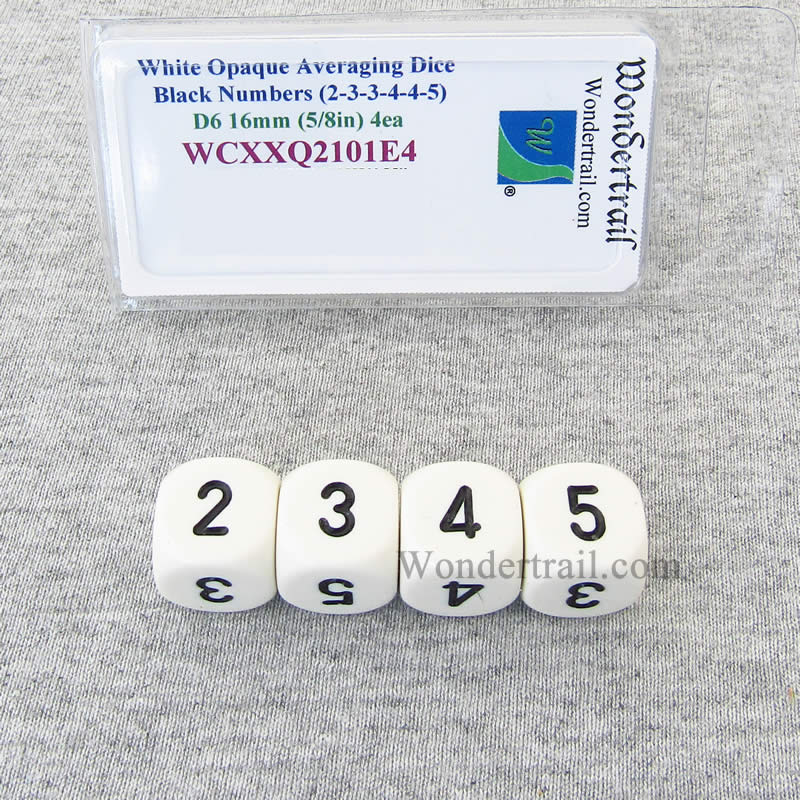 White Opaque Averaging Dice
Black Numbers (2-3-3-4-4-5)
D6 16mm (5/8in) 4ea
WCXXQ2101E4
Wondertrail
Wondertrail.com
W
®
2 3 4 5
3 5 4 3
Wondertrail.com